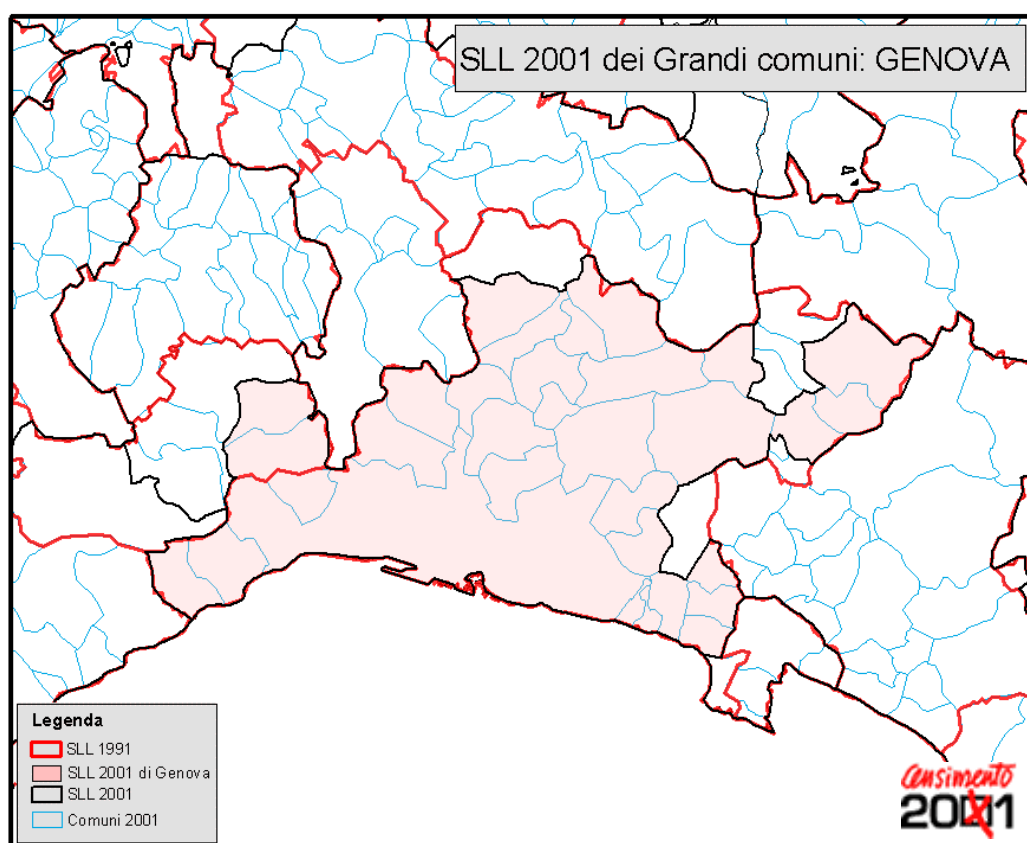 SLL 2001 dei Grandi comuni: GENOVA
Legenda
SLL 1991
SLL 2001 di Genova
SLL 2001
Comuni 2001
Censimento
2001